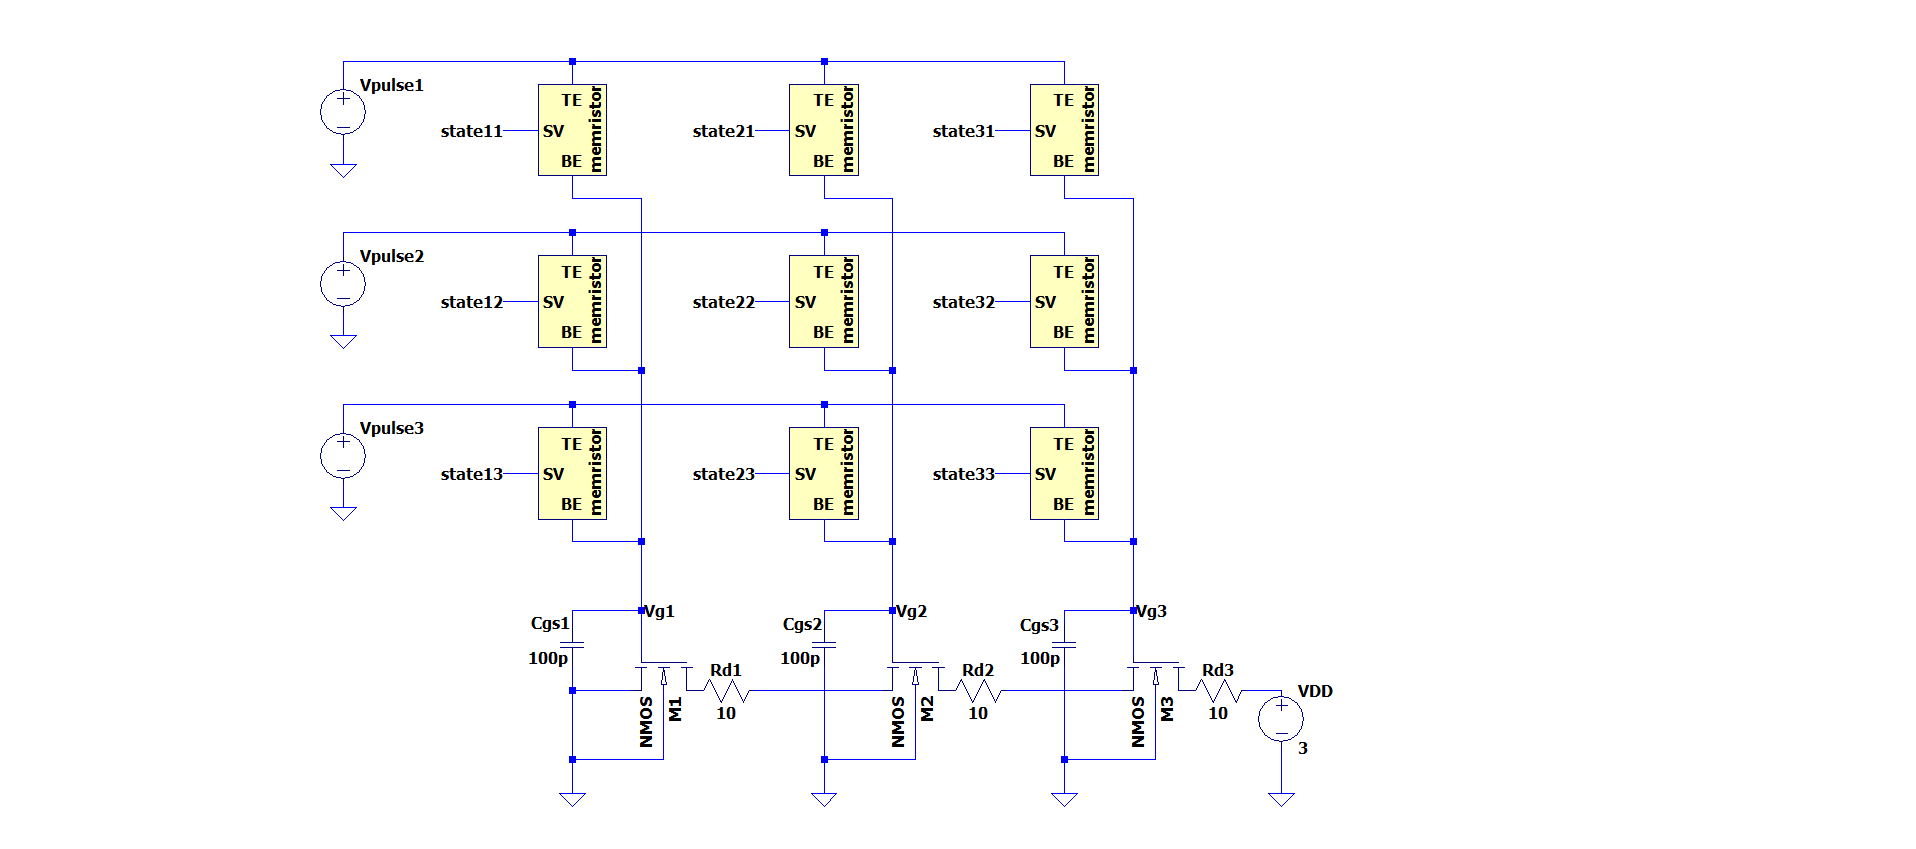 Vpulse1
TE
memristor
state11
SV
BE
TE
memristor
state21
SV
BE
TE
memristor
state31
SV
BE
Vpulse2
TE
memristor
state12
SV
BE
TE
memristor
state22
SV
BE
TE
memristor
state32
SV
BE
Vpulse3
TE
memristor
state13
SV
BE
TE
memristor
state23
SV
BE
TE
memristor
state33
SV
BE
Vg1
Cgs1
100p
NMOS
M1
Rd1
10
Vg2
Cgs2
100p
NMOS
M2
Rd2
10
Vg3
Cgs3
100p
NMOS
M3
Rd3
10
VDD
3